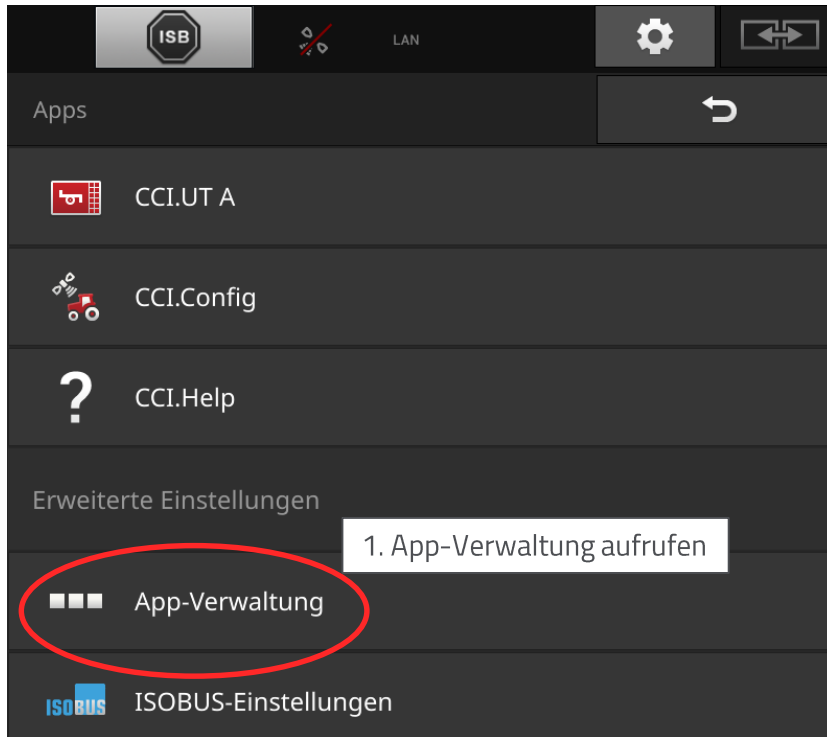 ISB
LAN
Apps
CCI.UT A
CCI.Config
?
CCI.Help
Erweiterte Einstellungen
1. App-Verwaltung aufrufen
App-Verwaltung
ISOBUS
ISOBUS-Einstellungen